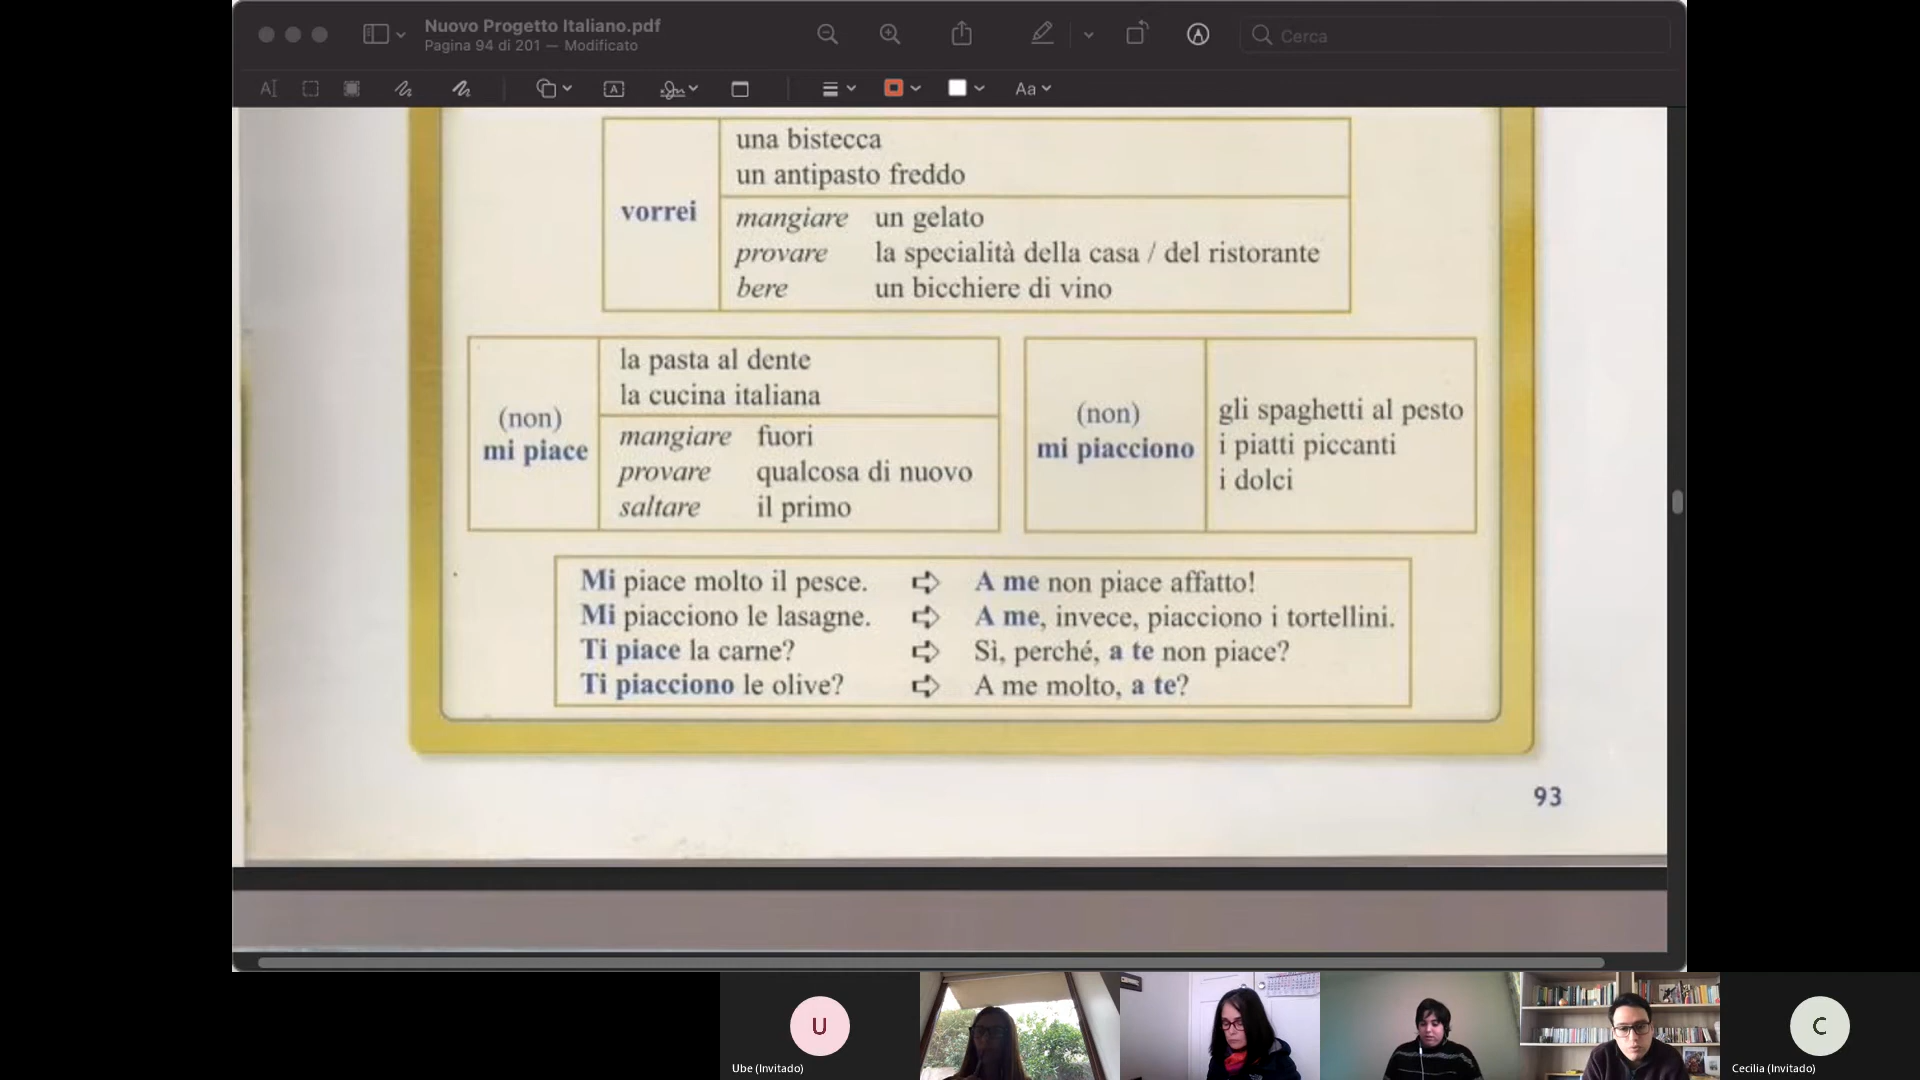 Nuovo Progetto Italiano.pdf
Pagina 94 di 201 — Modificato
Cerca
Aa
una bistecca
un antipasto freddo
vorrei
mangiare un gelato
provare la specialità della casa / del ristorante
bere un bicchiere di vino
(non)
mi piace
la pasta al dente
la cucina italiana
mangiare fuori
provare qualcosa di nuovo
saltare il primo
(non)
mi piacciono
gli spaghetti al pesto
i piatti piccanti
i dolci
Mi piace molto il pesce. ⇨ A me non piace affatto!
Mi piacciono le lasagne. ⇨ A me, invece, piacciono i tortellini.
Ti piace la carne? ⇨ Sì, perché, a te non piace?
Ti piacciono le olive? ⇨ A me molto, a te?
93
U
Ube (Invitado)
C
Cecilia (Invitado)